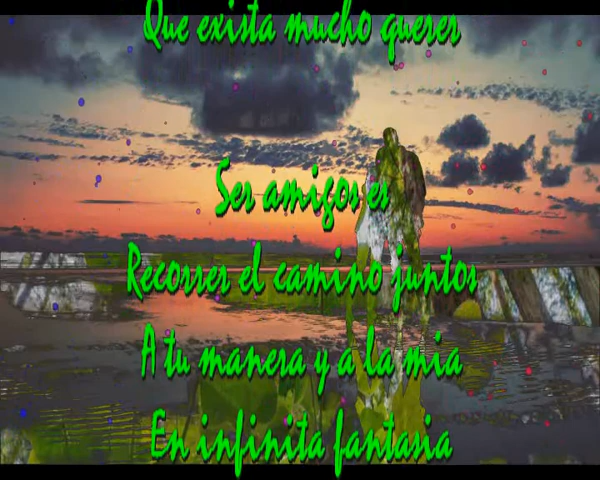 Que exista mucho querer
Ser amigos es
Recorrer el camino juntos
A tu manera y a la mia
En infinita fantasia